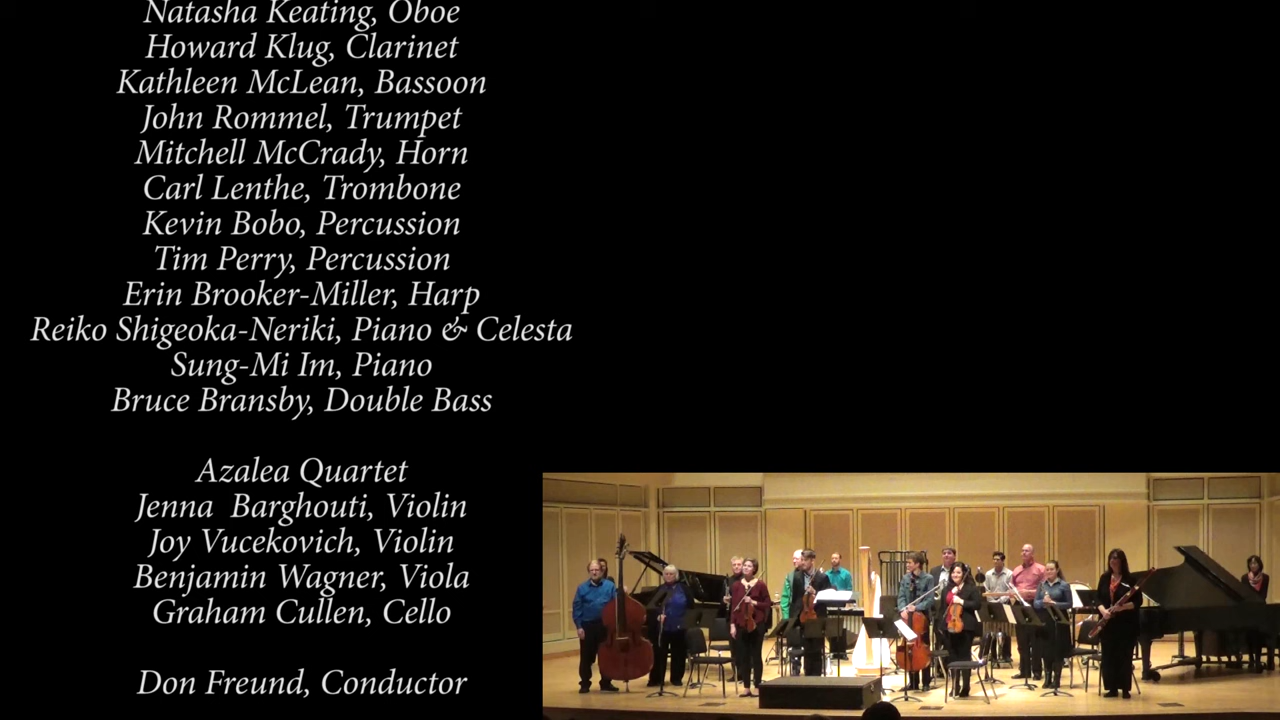 Natasha Keating, Oboe
Howard Klug, Clarinet
Kathleen McLean, Bassoon
John Rommel, Trumpet
Mitchell McCrady, Horn
Carl Lenthe, Trombone
Kevin Bobo, Percussion
Tim Perry, Percussion
Erin Brooker-Miller, Harp
Reiko Shigeoka-Neriki, Piano & Celesta
Sung-Mi Im, Piano
Bruce Bransby, Double Bass
Azalea Quartet
Jenna Barghouti, Violin
Joy Vucekovich, Violin
Benjamin Wagner, Viola
Graham Cullen, Cello
Don Freund, Conductor